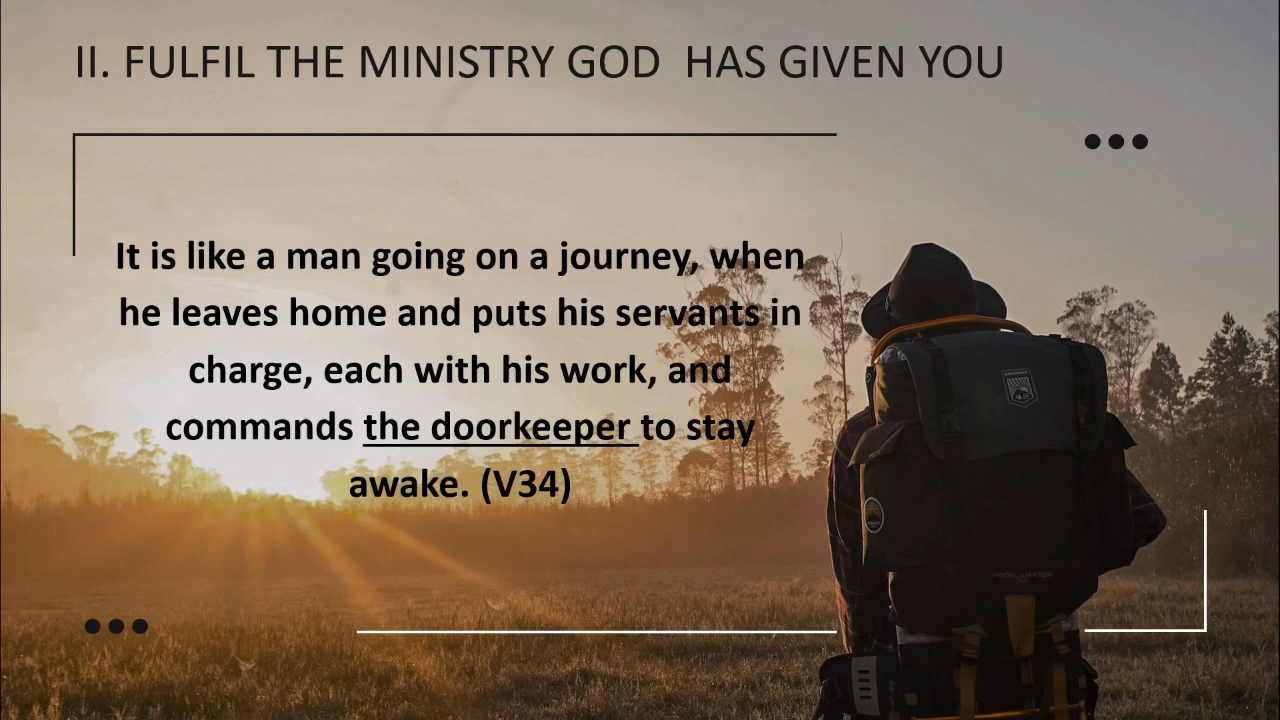 II. FULFIL THE MINISTRY GOD  HAS GIVEN YOU
It is like a man going on a journey, when
he leaves home and puts his servants in
charge, each with his work, and
commands the doorkeeper to stay
awake. (V34)